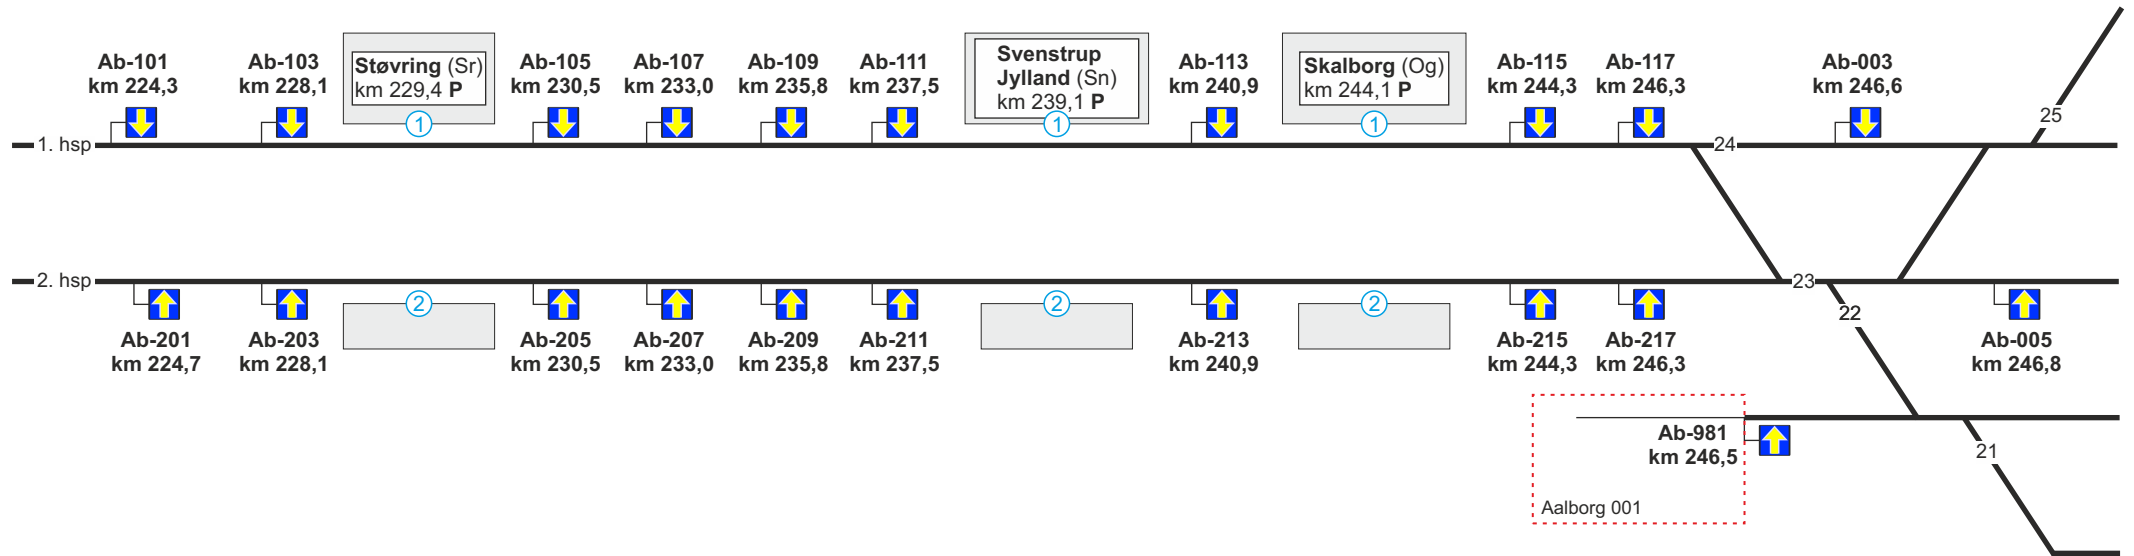 Ab-101
km 224,3
Ab-103
km 228,1
Støvring (Sr)
km 229,4 P
1
Ab-105
km 230,5
Ab-107
km 233,0
Ab-109
km 235,8
Ab-111
km 237,5
Svenstrup
Jylland (Sn)
km 239,1 P
1
Ab-113
km 240,9
Skalborg (Og)
km 244,1 P
1
Ab-115
km 244,3
Ab-117
km 246,3
Ab-003
km 246,6
25
1. hsp
24
2. hsp
23
Ab-201
km 224,7
Ab-203
km 228,1
2
Ab-205
km 230,5
Ab-207
km 233,0
Ab-209
km 235,8
Ab-211
km 237,5
2
Ab-213
km 240,9
2
Ab-215
km 244,3
Ab-217
km 246,3
22
Ab-005
km 246,8
Ab-981
km 246,5
21
Aalborg 001